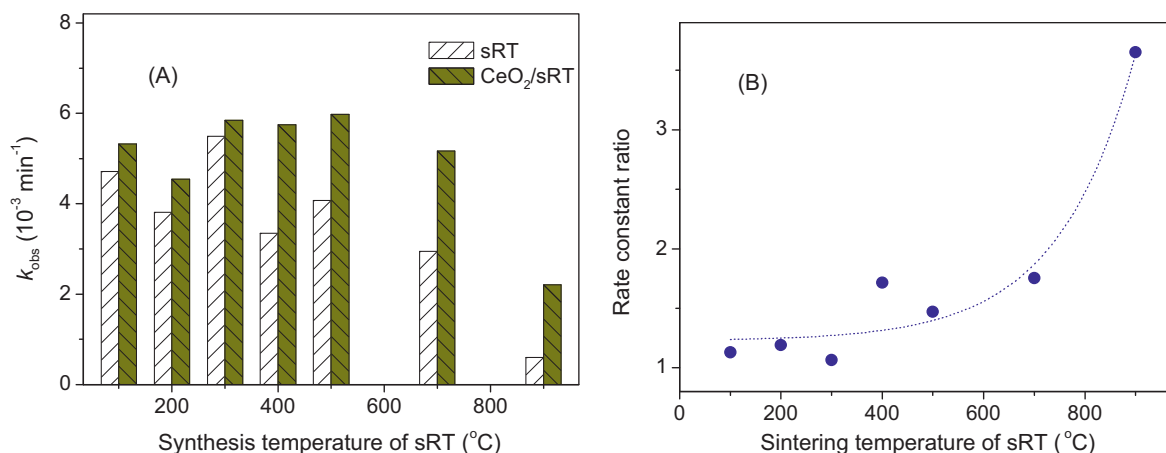 8
6
4
2
0
k_obs (10⁻³ min⁻¹)
(A)
sRT
CeO₂/sRT
200
400
600
800
Synthesis temperature of sRT (°C)
3
2
1
Rate constant ratio
(B)
0
200
400
600
800
Sintering temperature of sRT (°C)